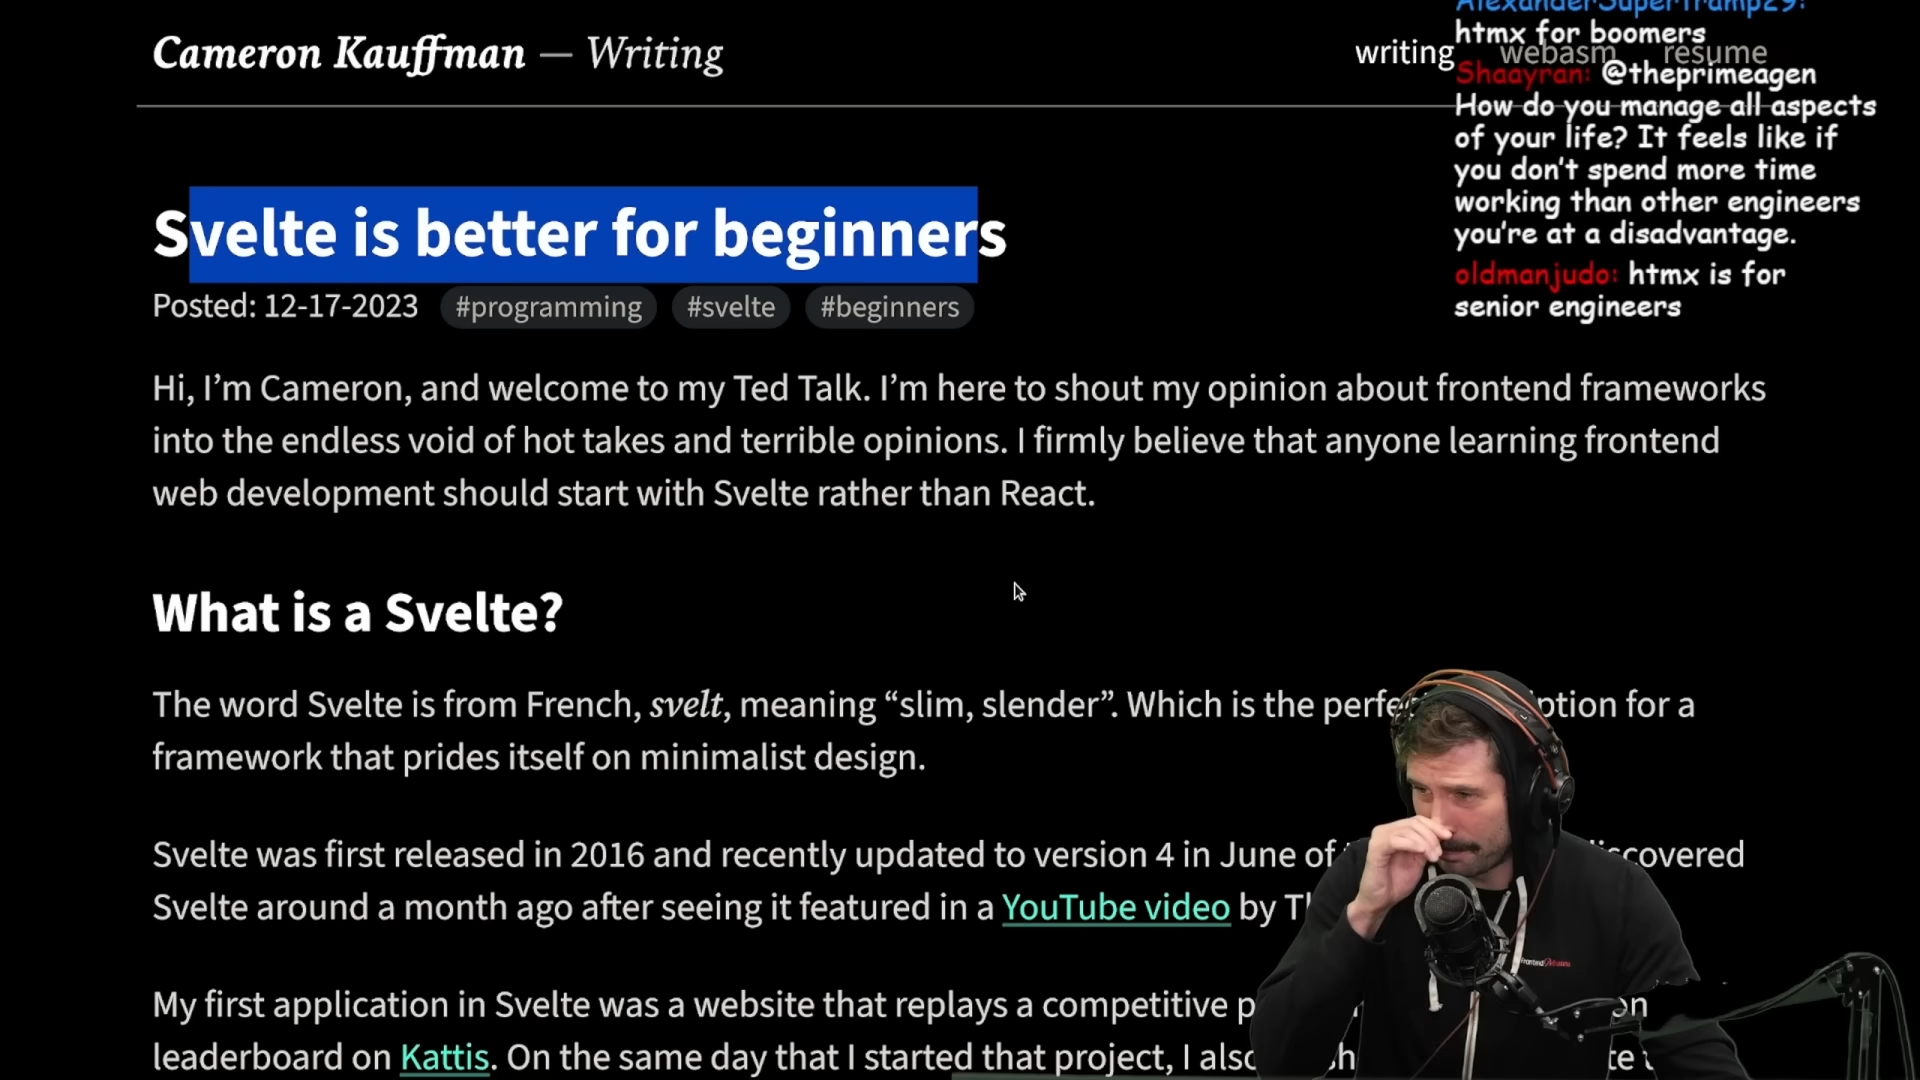 Cameron Kauffman — Writing
writing webasm resume
AlexanderSuperTramp29:
htmx for boomers
Shaayran: @theprimeagen
How do you manage all aspects
of your life? It feels like if
you don't spend more time
working than other engineers
you're at a disadvantage.
oldmanjudo: htmx is for
senior engineers
Svelte is better for beginners
Posted: 12-17-2023 #programming #svelte #beginners
Hi, I’m Cameron, and welcome to my Ted Talk. I’m here to shout my opinion about frontend frameworks
into the endless void of hot takes and terrible opinions. I firmly believe that anyone learning frontend
web development should start with Svelte rather than React.
What is a Svelte?
The word Svelte is from French, svelt, meaning “slim, slender”. Which is the for a
framework that prides itself on minimalist design.
Svelte was first released in 2016 and recently updated to version 4 in June of
Svelte around a month ago after seeing it featured in a YouTube video by
My first application in Svelte was a website that replays a competitive
leaderboard on Kattis. On the same day that I started that project, I